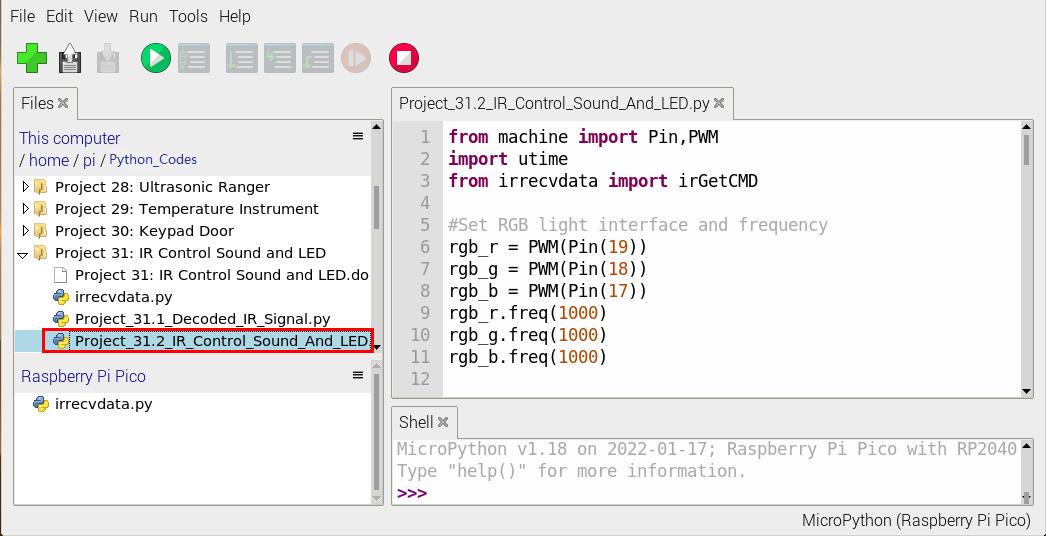 File Edit View Run Tools Help
Files
This computer
/ home / pi / Python_Codes
Project 28: Ultrasonic Ranger
Project 29: Temperature Instrument
Project 30: Keypad Door
Project 31: IR Control Sound and LED
Project 31: IR Control Sound and LED.do
irrecvdata.py
Project_31.1_Decoded_IR_Signal.py
Project_31.2_IR_Control_Sound_And_LED
Raspberry Pi Pico
irrecvdata.py
Project_31.2_IR_Control_Sound_And_LED.py
1 from machine import Pin,PWM
2 import utime
3 from irrecvdata import irGetCMD
4
5 #Set RGB light interface and frequency
6 rgb_r = PWM(Pin(19))
7 rgb_g = PWM(Pin(18))
8 rgb_b = PWM(Pin(17))
9 rgb_r.freq(1000)
10 rgb_g.freq(1000)
11 rgb_b.freq(1000)
12
Shell
MicroPython v1.18 on 2022-01-17; Raspberry Pi Pico with RP2040
Type "help()" for more information.
>>>
MicroPython (Raspberry Pi Pico)